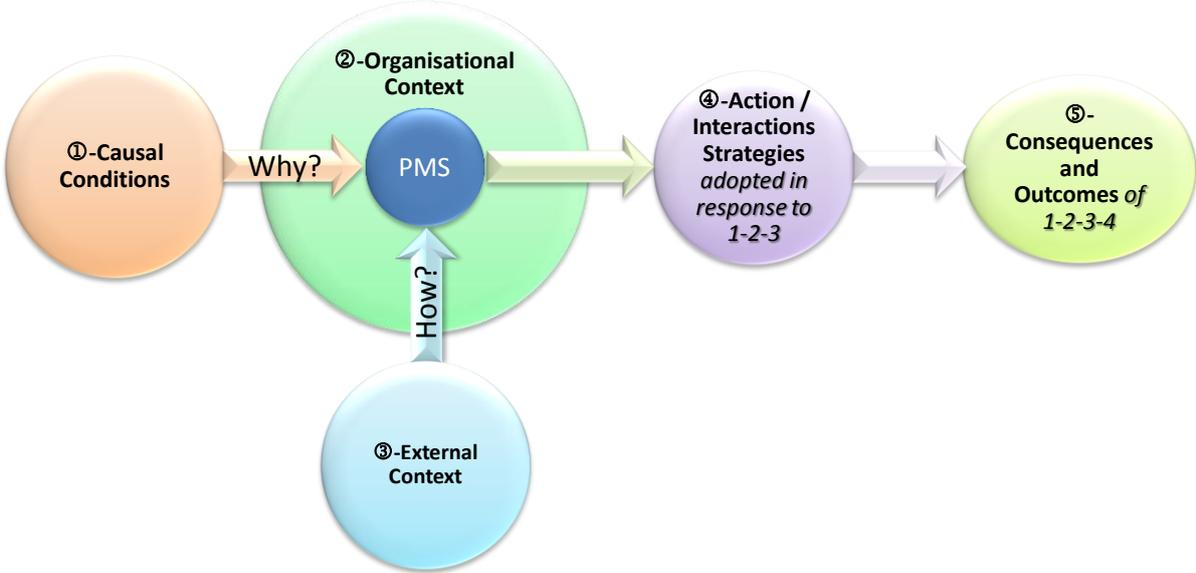 ①-Causal
Conditions
Why?
②-Organisational
Context
PMS
How?
③-External
Context
④-Action /
Interactions
Strategies
adopted in
response to
1-2-3
⑤-
Consequences
and
Outcomes of
1-2-3-4